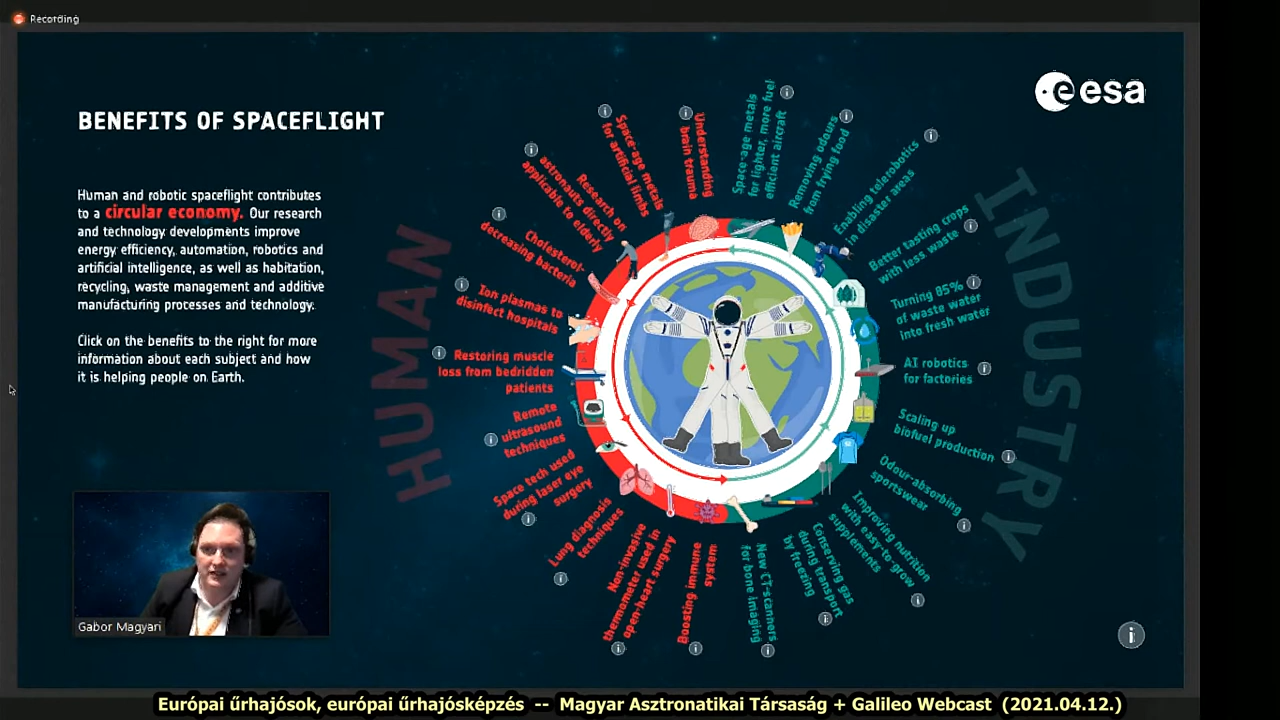 Recording
esa
BENEFITS OF SPACEFLIGHT
Human and robotic spaceflight contributes
to a circular economy. Our research
and technology developments improve
energy efficiency, automation, robotics and
artificial intelligence, as well as habitation,
recycling, waste management and additive
manufacturing processes and technology.
Click on the benefits to the right for more
information about each subject and how
it is helping people on Earth.
HUMAN
Understanding
brain trauma
Space-age metals
for artificial limbs
Research on
astronauts directly
applicable to elderly
Cholesterol-
decreasing bacteria
Ion plasmas to
disinfect hospitals
Restoring muscle
loss from bedridden
patients
Remote
ultrasound
techniques
Space tech used
during laser eye
surgery
Lung diagnosis
techniques
Non-invasive
thermometer used in
open-heart surgery
Boosting immune
system
INDUSTRY
Space-age metals
for lighter, more fuel
efficient aircraft
Removing odours
from frying food
Enabling telerobotics
in disaster areas
Better tasting crops
with less waste
Turning 85%
of waste water
into fresh water
AI robotics
for factories
Scaling up
biofuel production
Odour-absorbing
sportswear
Improving nutrition
with easy-to-grow
supplements
Conserving gas
during transport
by freezing
New CT-scanners
for bone imaging
Gabor Magyari
Európai űrhajósok, európai űrhajósképzés -- Magyar Asztronatikai Társaság + Galileo Webcast (2021.04.12.)